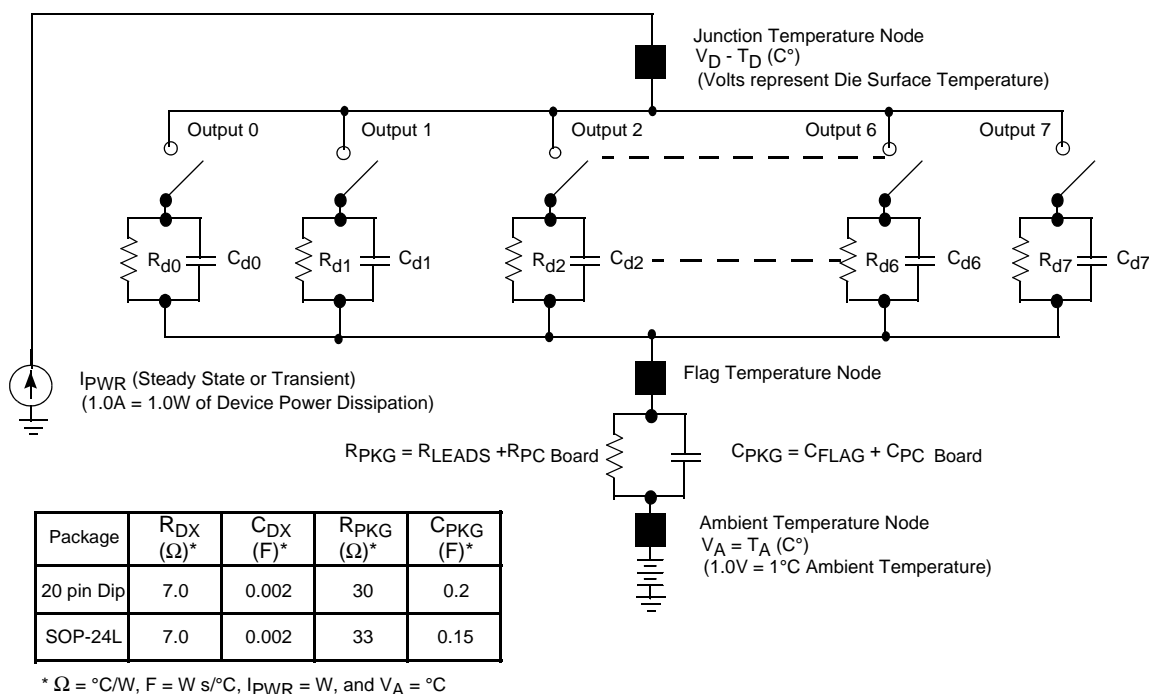 Junction Temperature Node
VD - TD (C°)
(Volts represent Die Surface Temperature)
Output 0
Output 1
Output 2
Output 6
Output 7
Rd0
Cd0
Rd1
Cd1
Rd2
Cd2
Rd6
Cd6
Rd7
Cd7
IPWR (Steady State or Transient)
(1.0A = 1.0W of Device Power Dissipation)
Flag Temperature Node
RPKG = RLEADS +RPC Board
CPKG = CFLAG + CPC Board
Ambient Temperature Node
VA = TA (C°)
(1.0V = 1°C Ambient Temperature)
Package RDX (Ω)* CDX (F)* RPKG (Ω)* CPKG (F)*
20 pin Dip 7.0 0.002 30 0.2
SOP-24L 7.0 0.002 33 0.15
* Ω = °C/W, F = W s/°C, IPWR = W, and VA = °C